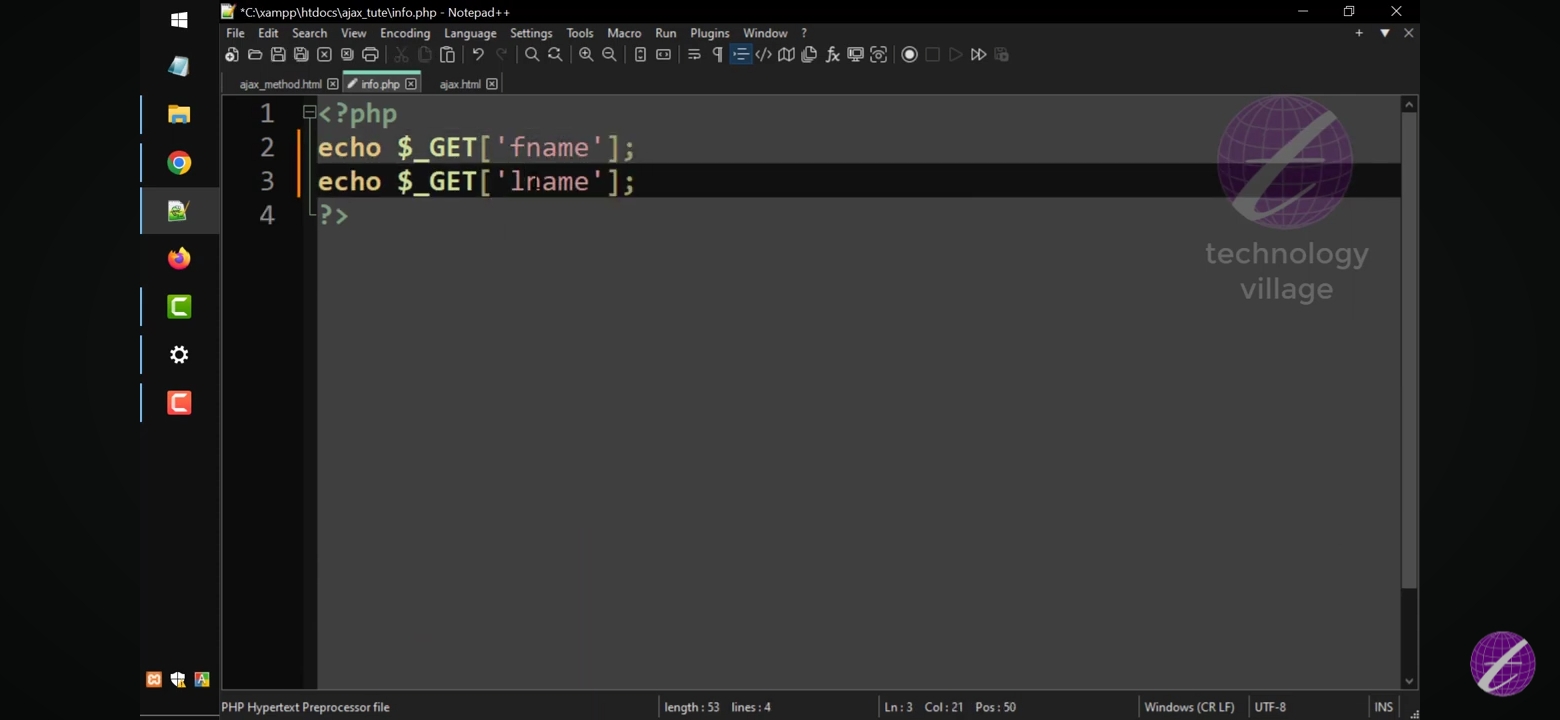 *C:\xampp\htdocs\ajax_tute\info.php - Notepad++
File Edit Search View Encoding Language Settings Tools Macro Run Plugins Window ?
ajax_method.html info.php ajax.html
1 <?php
2 echo $_GET['fname'];
3 echo $_GET['lname'];
4 ?>
technology
village
PHP Hypertext Preprocessor file length : 53 lines : 4 Ln : 3 Col : 21 Pos : 50 Windows (CR LF) UTF-8 INS